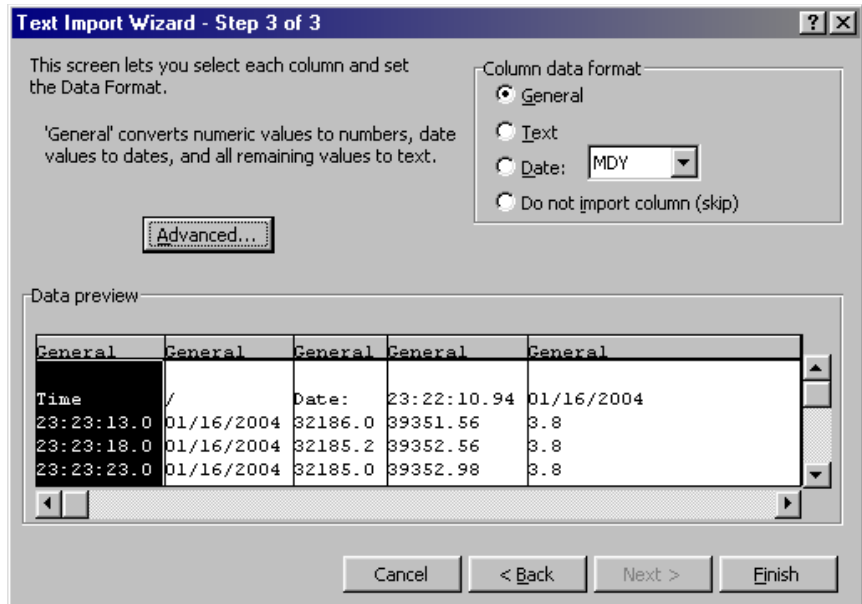 Text Import Wizard - Step 3 of 3
This screen lets you select each column and set
the Data Format.
'General' converts numeric values to numbers, date
values to dates, and all remaining values to text.
Advanced...
Column data format
General
Text
Date: MDY
Do not import column (skip)
Data preview
General General General General General
Time / Date: 23:22:10.94 01/16/2004
23:23:13.0 01/16/2004 32186.0 39351.56 3.8
23:23:18.0 01/16/2004 32185.2 39352.56 3.8
23:23:23.0 01/16/2004 32185.0 39352.98 3.8
Cancel < Back Next > Finish